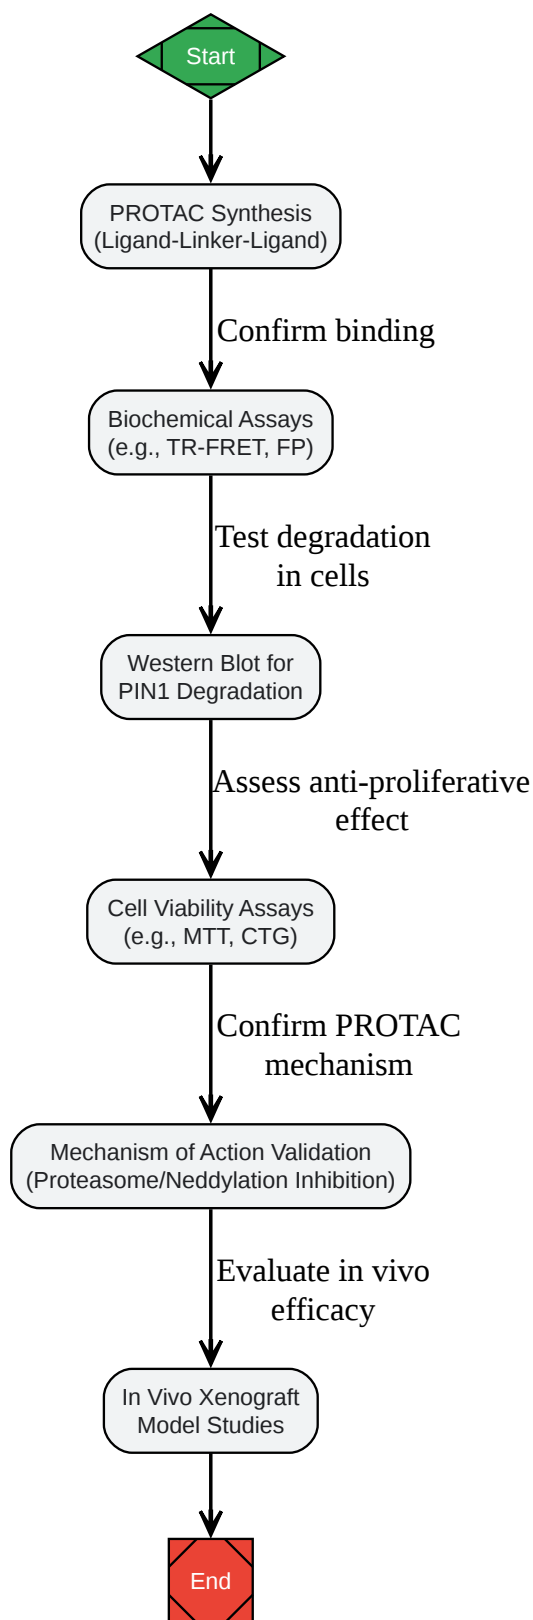 Start
PROTAC Synthesis
(Ligand-Linker-Ligand)
Confirm binding
Biochemical Assays
(e.g., TR-FRET, FP)
Test degradation
in cells
Western Blot for
PIN1 Degradation
Assess anti-proliferative
effect
Cell Viability Assays
(e.g., MTT, CTG)
Confirm PROTAC
mechanism
Mechanism of Action Validation
(Proteasome/Neddylation Inhibition)
Evaluate in vivo
efficacy
In Vivo Xenograft
Model Studies
End